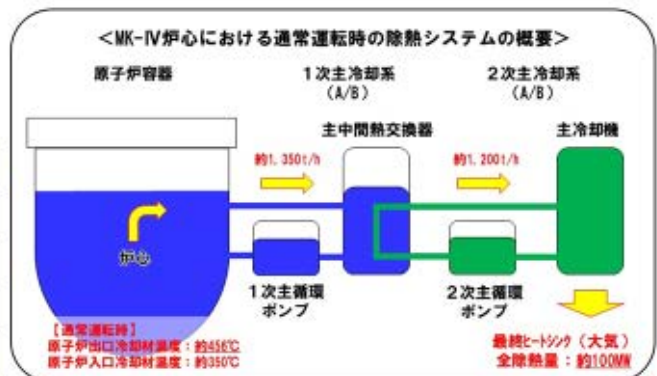 <MK-Ⅳ炉心における通常運転時の除熱システムの概要>
原子炉容器
1次主冷却系
(A/B)
2次主冷却系
(A/B)
主中間熱交換器
主冷却機
約1,350t/h
約1,200t/h
炉心
1次主循環
ポンプ
2次主循環
ポンプ
【通常運転時】
原子炉出口冷却材温度：約456℃
原子炉入口冷却材温度：約350℃
最終ヒートシンク（大気）
全除熱量：約100MW